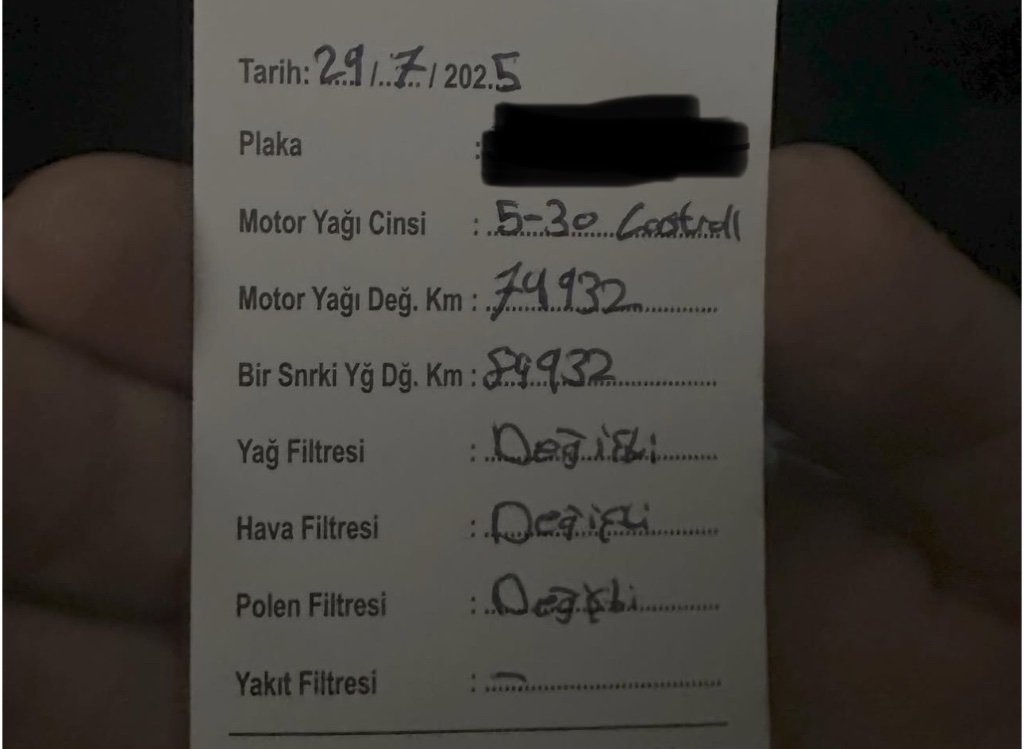 Tarih: 29/7/2025
Plaka :
Motor Yağı Cinsi : 5-30 Castroll
Motor Yağı Değ. Km : 74932
Bir Snrki Yğ Dğ. Km : 84932
Yağ Filtresi : Değişti
Hava Filtresi : Değişti
Polen Filtresi : Değişti
Yakıt Filtresi : –